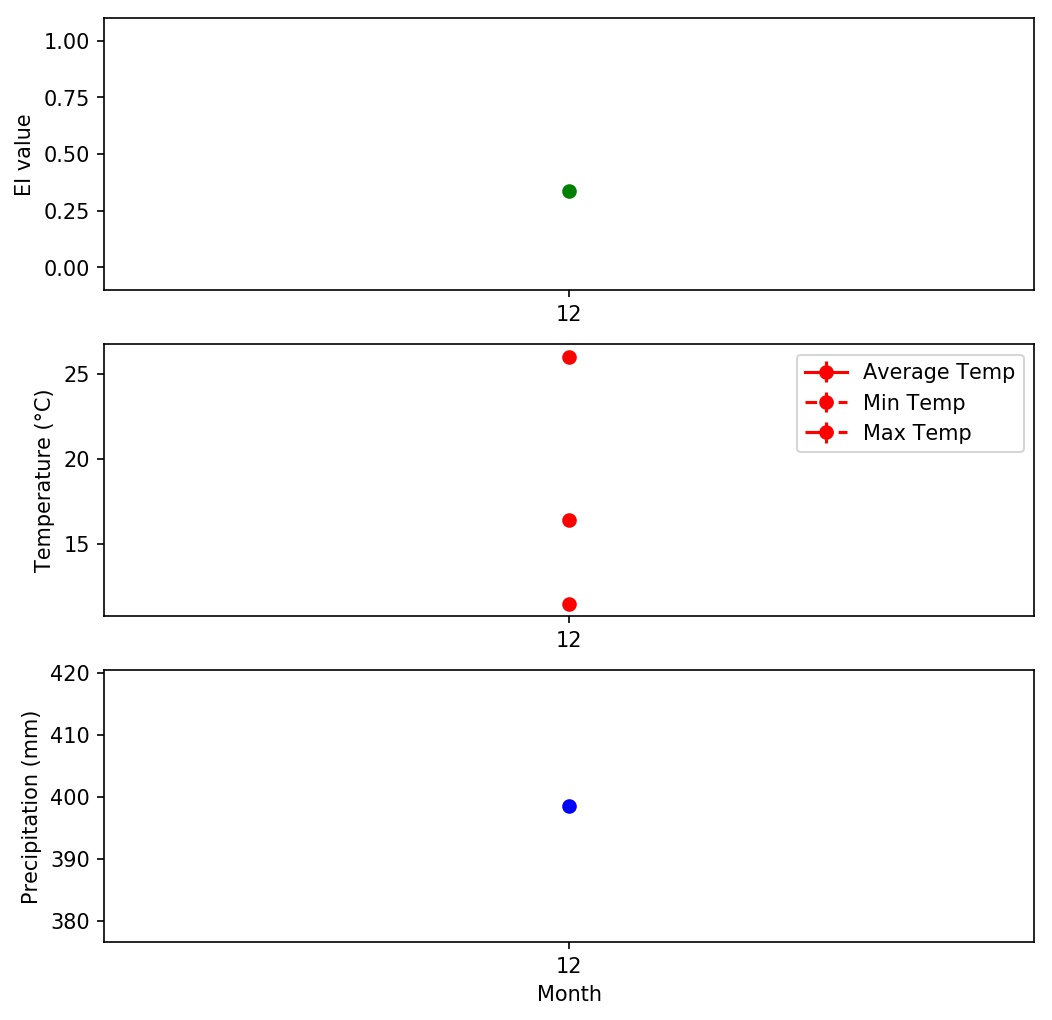 1.00
0.75
0.50
0.25
0.00
EI value
12
25
20
15
Temperature (°C)
Average Temp
Min Temp
Max Temp
12
420
410
400
390
380
Precipitation (mm)
12
Month